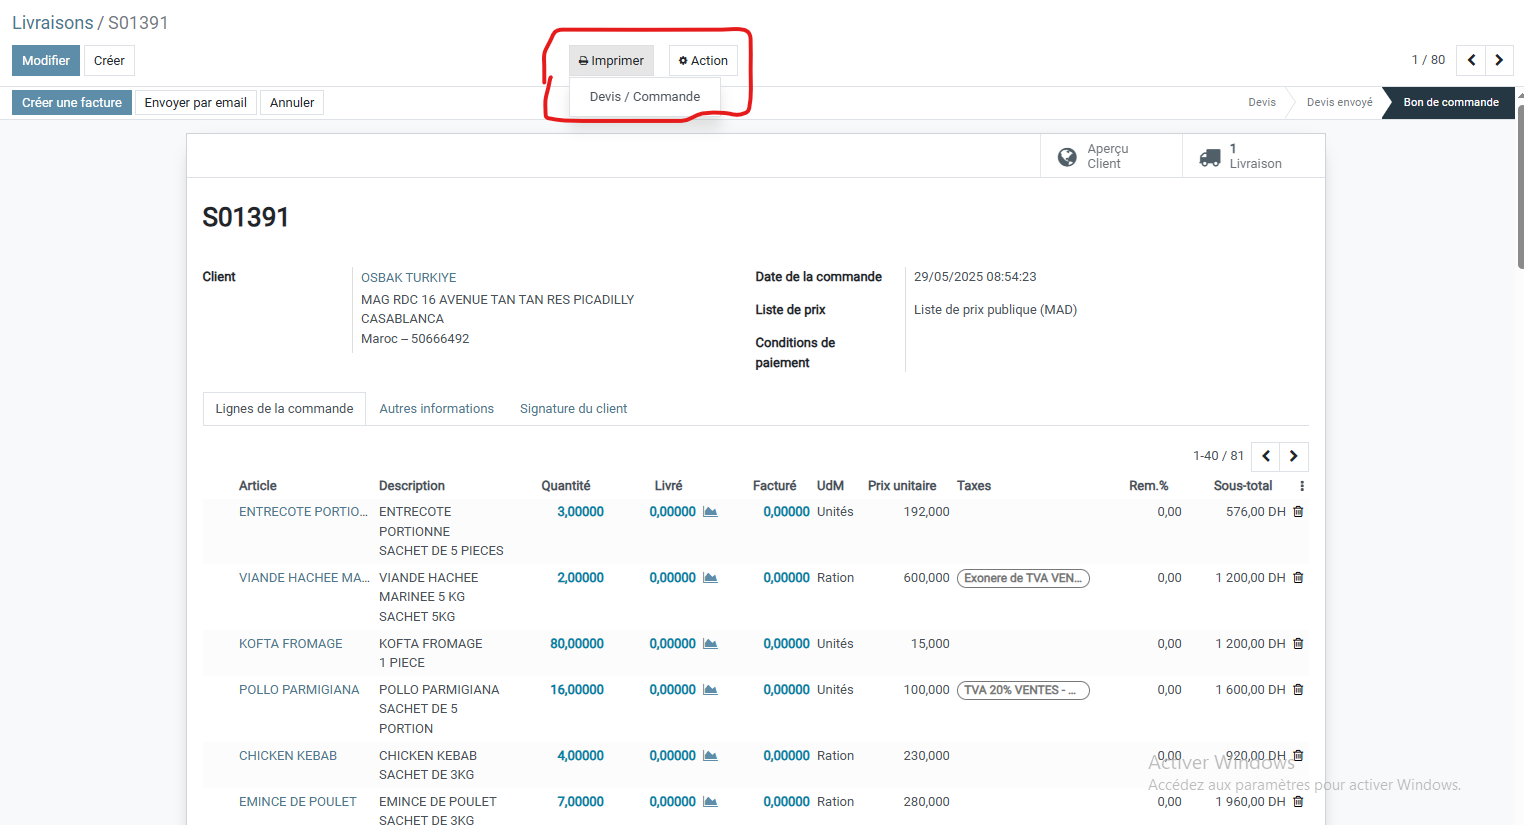 Livraisons / S01391
Modifier Créer Imprimer Action 1 / 80
Devis / Commande
Créer une facture Envoyer par email Annuler Devis Devis envoyé Bon de commande
Aperçu Client 1 Livraison
S01391
Client OSBAK TURKIYE Date de la commande 29/05/2025 08:54:23
MAG RDC 16 AVENUE TAN TAN RES PICADILLY Liste de prix Liste de prix publique (MAD)
CASABLANCA
Maroc – 50666492 Conditions de
paiement
Lignes de la commande Autres informations Signature du client
1-40 / 81
Article Description Quantité Livré Facturé UdM Prix unitaire Taxes Rem.% Sous-total
ENTRECOTE PORTIO... ENTRECOTE 3,00000 0,00000 0,00000 Unités 192,000 0,00 576,00 DH
PORTIONNE
SACHET DE 5 PIECES
VIANDE HACHEE MA... VIANDE HACHEE 2,00000 0,00000 0,00000 Ration 600,000 Exonere de TVA VEN... 0,00 1 200,00 DH
MARINEE 5 KG
SACHET 5KG
KOFTA FROMAGE KOFTA FROMAGE 80,00000 0,00000 0,00000 Unités 15,000 0,00 1 200,00 DH
1 PIECE
POLLO PARMIGIANA POLLO PARMIGIANA 16,00000 0,00000 0,00000 Unités 100,000 TVA 20% VENTES - ... 0,00 1 600,00 DH
SACHET DE 5
PORTION
CHICKEN KEBAB CHICKEN KEBAB 4,00000 0,00000 0,00000 Ration 230,000 0,00 920,00 DH
SACHET DE 3KG
Activer Windows
Accédez aux paramètres pour activer Windows.
EMINCE DE POULET EMINCE DE POULET 7,00000 0,00000 0,00000 Ration 280,000 0,00 1 960,00 DH
SACHET DE 3KG